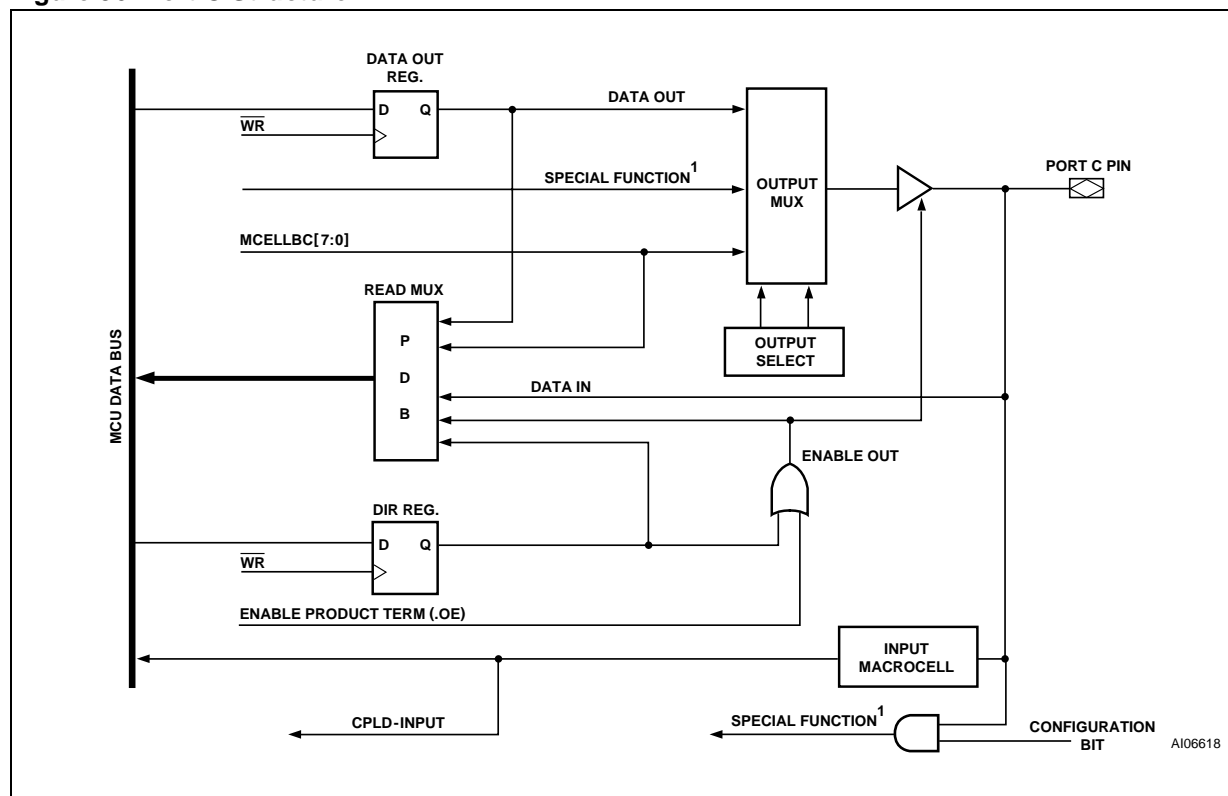 DATA OUT
REG.
D Q
WR
DATA OUT
SPECIAL FUNCTION1
OUTPUT
MUX
PORT C PIN
MCELLBC[7:0]
READ MUX
P
D
B
OUTPUT
SELECT
MCU DATA BUS
DATA IN
ENABLE OUT
DIR REG.
D Q
WR
ENABLE PRODUCT TERM (.OE)
INPUT
MACROCELL
CPLD-INPUT
SPECIAL FUNCTION1
CONFIGURATION
BIT
AI06618